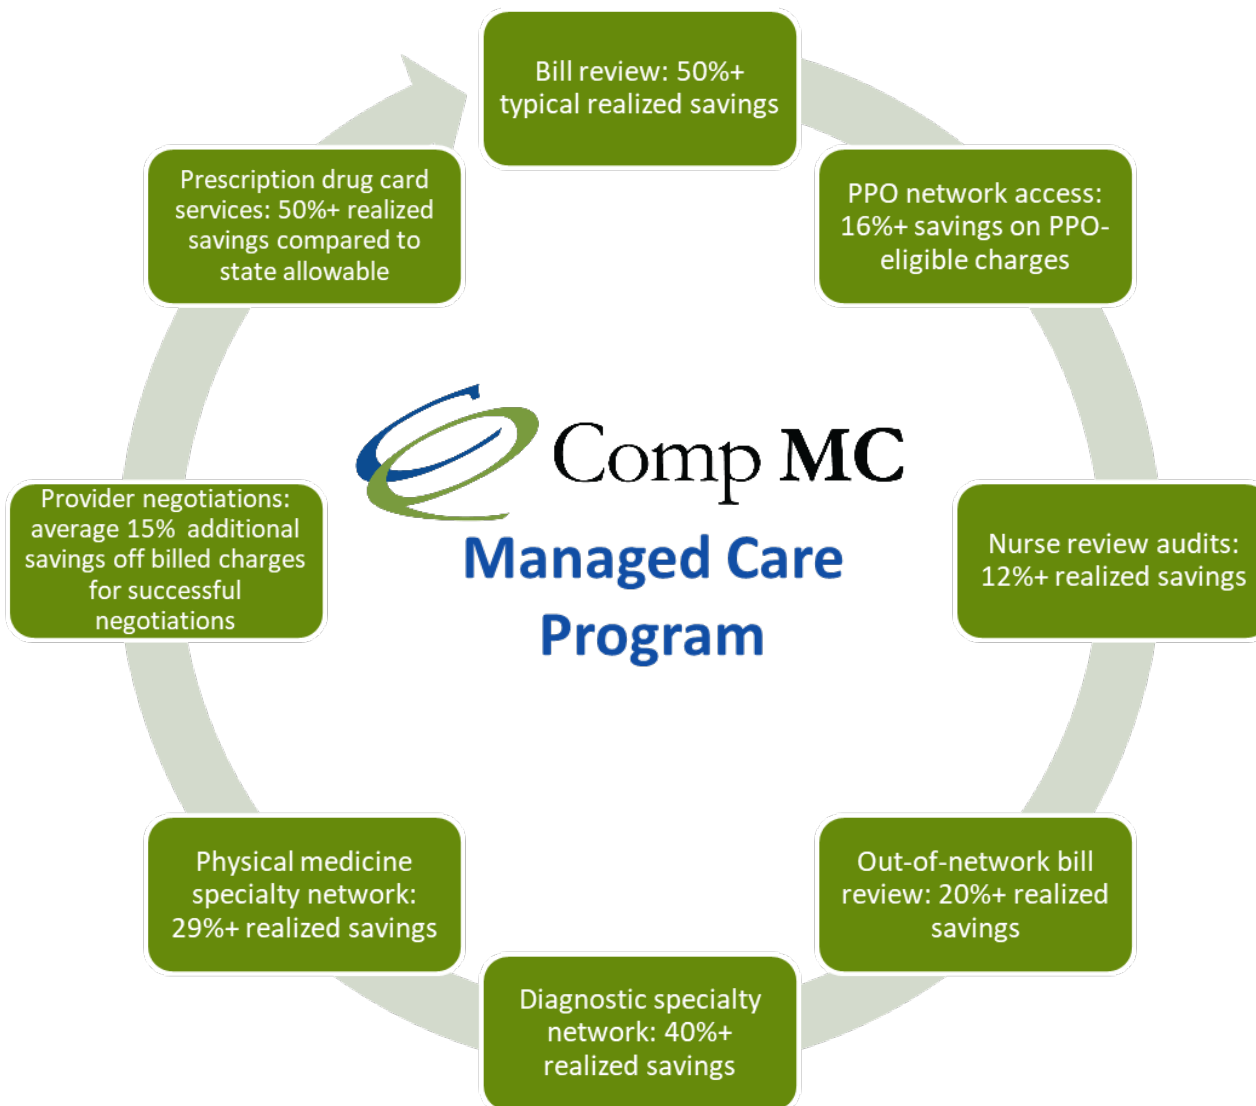 Bill review: 50%+
typical realized savings
PPO network access:
16%+ savings on PPO-
eligible charges
Nurse review audits:
12%+ realized savings
Out-of-network bill
review: 20%+ realized
savings
Diagnostic specialty
network: 40%+
realized savings
Physical medicine
specialty network:
29%+ realized savings
Provider negotiations:
average 15% additional
savings off billed charges
for successful
negotiations
Prescription drug card
services: 50%+ realized
savings compared to
state allowable
Comp MC
Managed Care
Program